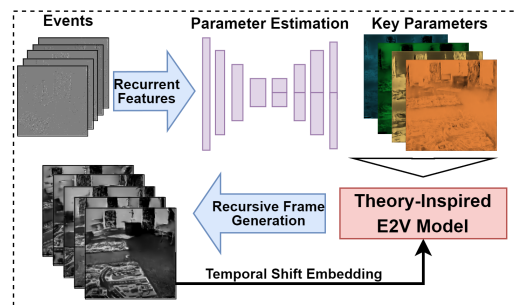 Events
Parameter Estimation
Key Parameters
Recurrent
Features
Theory-Inspired
E2V Model
Recursive Frame
Generation
Temporal Shift Embedding